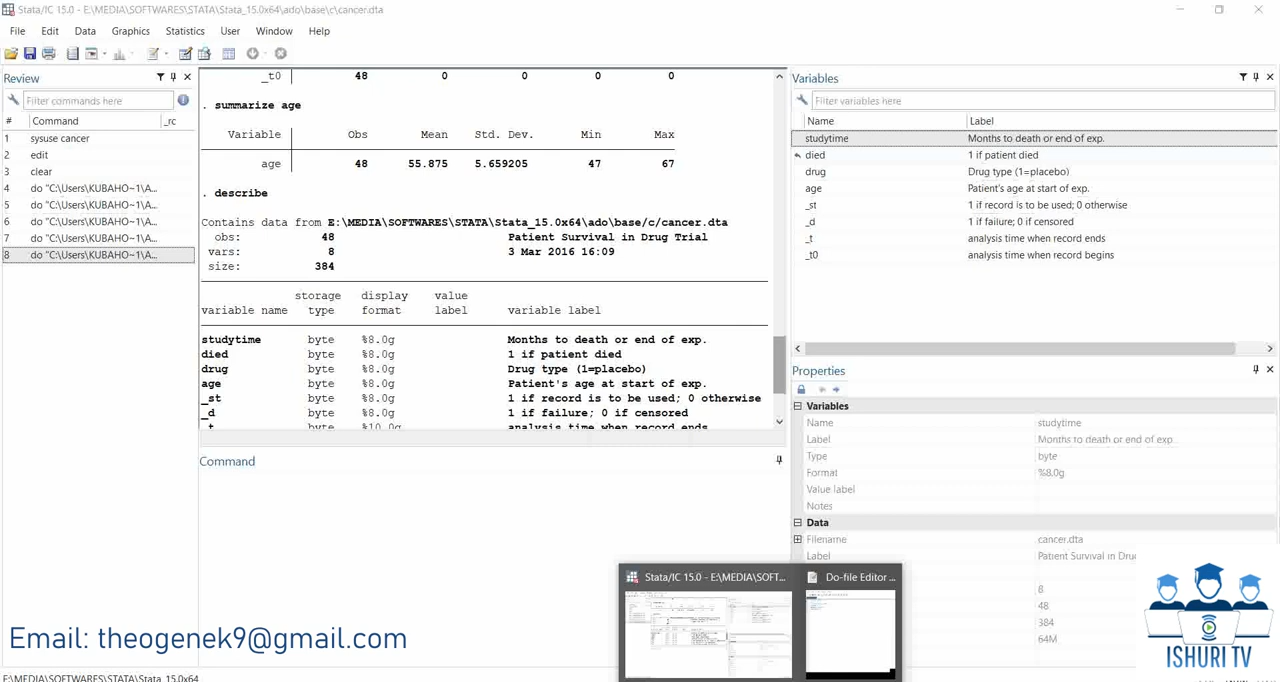 Stata/IC 15.0 - E:\MEDIA\SOFTWARES\STATA\Stata_15.0x64\ado\base\c\cancer.dta
File Edit Data Graphics Statistics User Window Help
Review
Filter commands here
# Command _rc
1 sysuse cancer
2 edit
3 clear
4 do "C:\Users\KUBAHO~1\A...
5 do "C:\Users\KUBAHO~1\A...
6 do "C:\Users\KUBAHO~1\A...
7 do "C:\Users\KUBAHO~1\A...
8 do "C:\Users\KUBAHO~1\A...
_t0 48 0 0 0 0
. summarize age
Variable Obs Mean Std. Dev. Min Max
age 48 55.875 5.659205 47 67
. describe
Contains data from E:\MEDIA\SOFTWARES\STATA\Stata_15.0x64\ado\base/c/cancer.dta
obs: 48 Patient Survival in Drug Trial
vars: 8 3 Mar 2016 16:09
size: 384
storage display value
variable name type format label variable label
studytime byte %8.0g Months to death or end of exp.
died byte %8.0g 1 if patient died
drug byte %8.0g Drug type (1=placebo)
age byte %8.0g Patient's age at start of exp.
_st byte %8.0g 1 if record is to be used; 0 otherwise
_d byte %8.0g 1 if failure; 0 if censored
_t byte %10.0g analysis time when record ends
Command
Variables
Filter variables here
Name Label
studytime Months to death or end of exp.
died 1 if patient died
drug Drug type (1=placebo)
age Patient's age at start of exp.
_st 1 if record is to be used; 0 otherwise
_d 1 if failure; 0 if censored
_t analysis time when record ends
_t0 analysis time when record begins
Properties
Variables
Name studytime
Label Months to death or end of exp.
Type byte
Format %8.0g
Value label
Notes
Data
Filename cancer.dta
Label Patient Survival in Dru
8
48
384
64M
Stata/IC 15.0 - E:\MEDIA\SOFT...
Do-file Editor ...
Email: theogenek9@gmail.com
ISHURI TV
E:\MEDIA\SOFTWARES\STATA\Stata_15.0x64